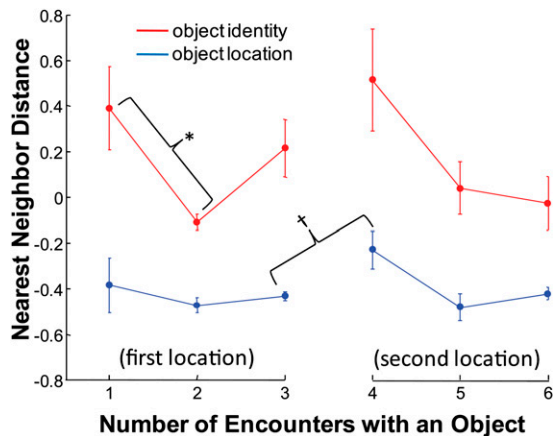 object identity
object location
Nearest Neighbor Distance
0.8
0.6
0.4
0.2
0
-0.2
-0.4
-0.6
-0.8
*
†
(first location)
(second location)
1 2 3 4 5 6
Number of Encounters with an Object